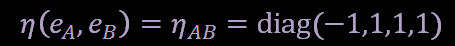 η(e_A, e_B) = η_AB = diag(−1,1,1,1)